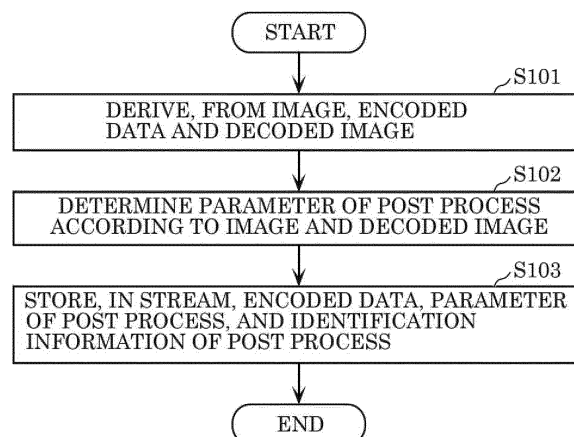 START
S101
DERIVE, FROM IMAGE, ENCODED
DATA AND DECODED IMAGE
S102
DETERMINE PARAMETER OF POST PROCESS
ACCORDING TO IMAGE AND DECODED IMAGE
S103
STORE, IN STREAM, ENCODED DATA, PARAMETER
OF POST PROCESS, AND IDENTIFICATION
INFORMATION OF POST PROCESS
END